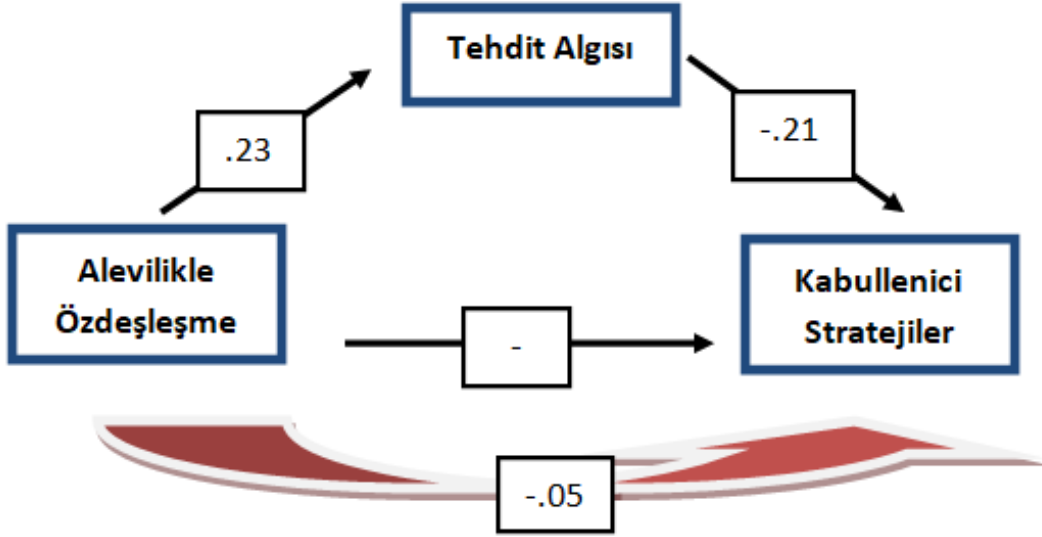 Tehdit Algısı
.23
-.21
Alevilikle
Özdeşleşme
-
Kabullenici
Stratejiler
-.05